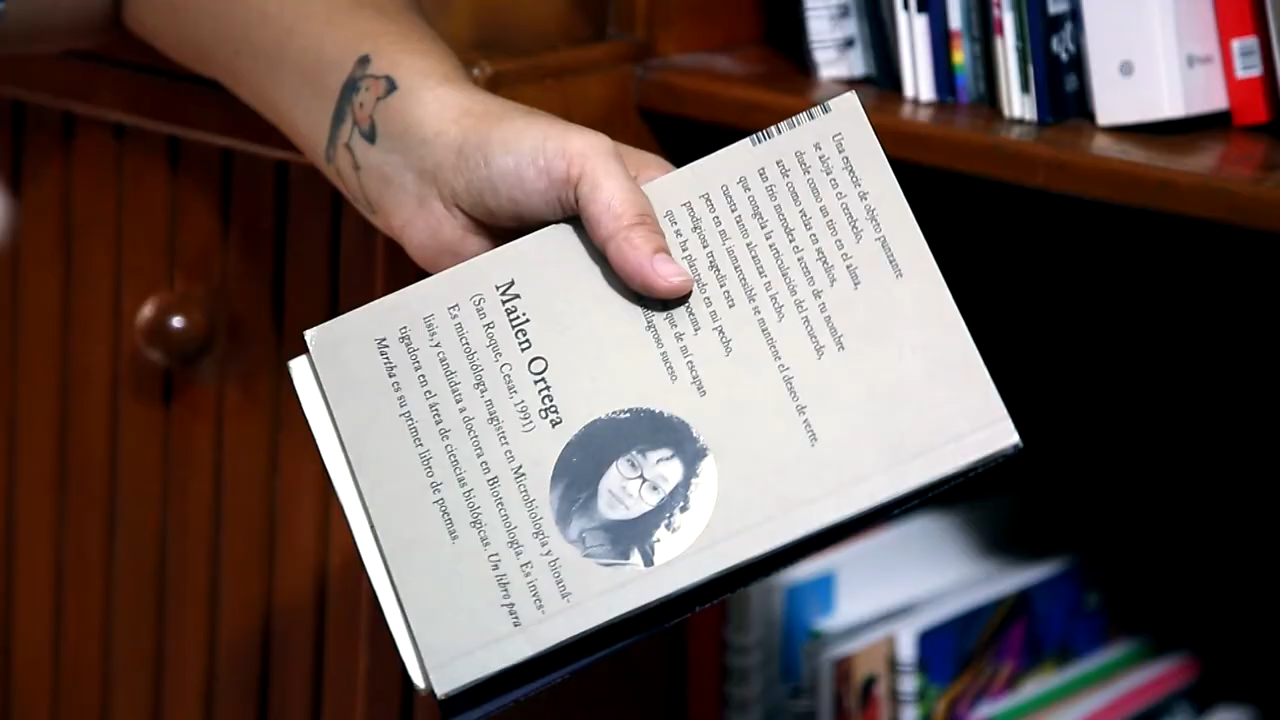 Una especie de objeto punzante
se aloja en el cerebelo,
duele como un tiro en el alma,
arde como velas en sepelios,
tan frío merodea el acento de tu nombre
que congela la articulación del recuerdo,
cuesta tanto alcanzar tu lecho,
pero en mí, inmarcesible se mantiene el deseo de verte,
prodigiosa tragedia esta
que se ha plantado en mi pecho,
poema,
que de mí escapan
milagroso suceso.
Mailen Ortega
(San Roque, Cesar, 1991)
Es microbióloga, magíster en Microbiología y bioaná-
lisis, y candidata a doctora en Biotecnología. Es inves-
tigadora en el área de ciencias biológicas. Un libro para
Martha es su primer libro de poemas.